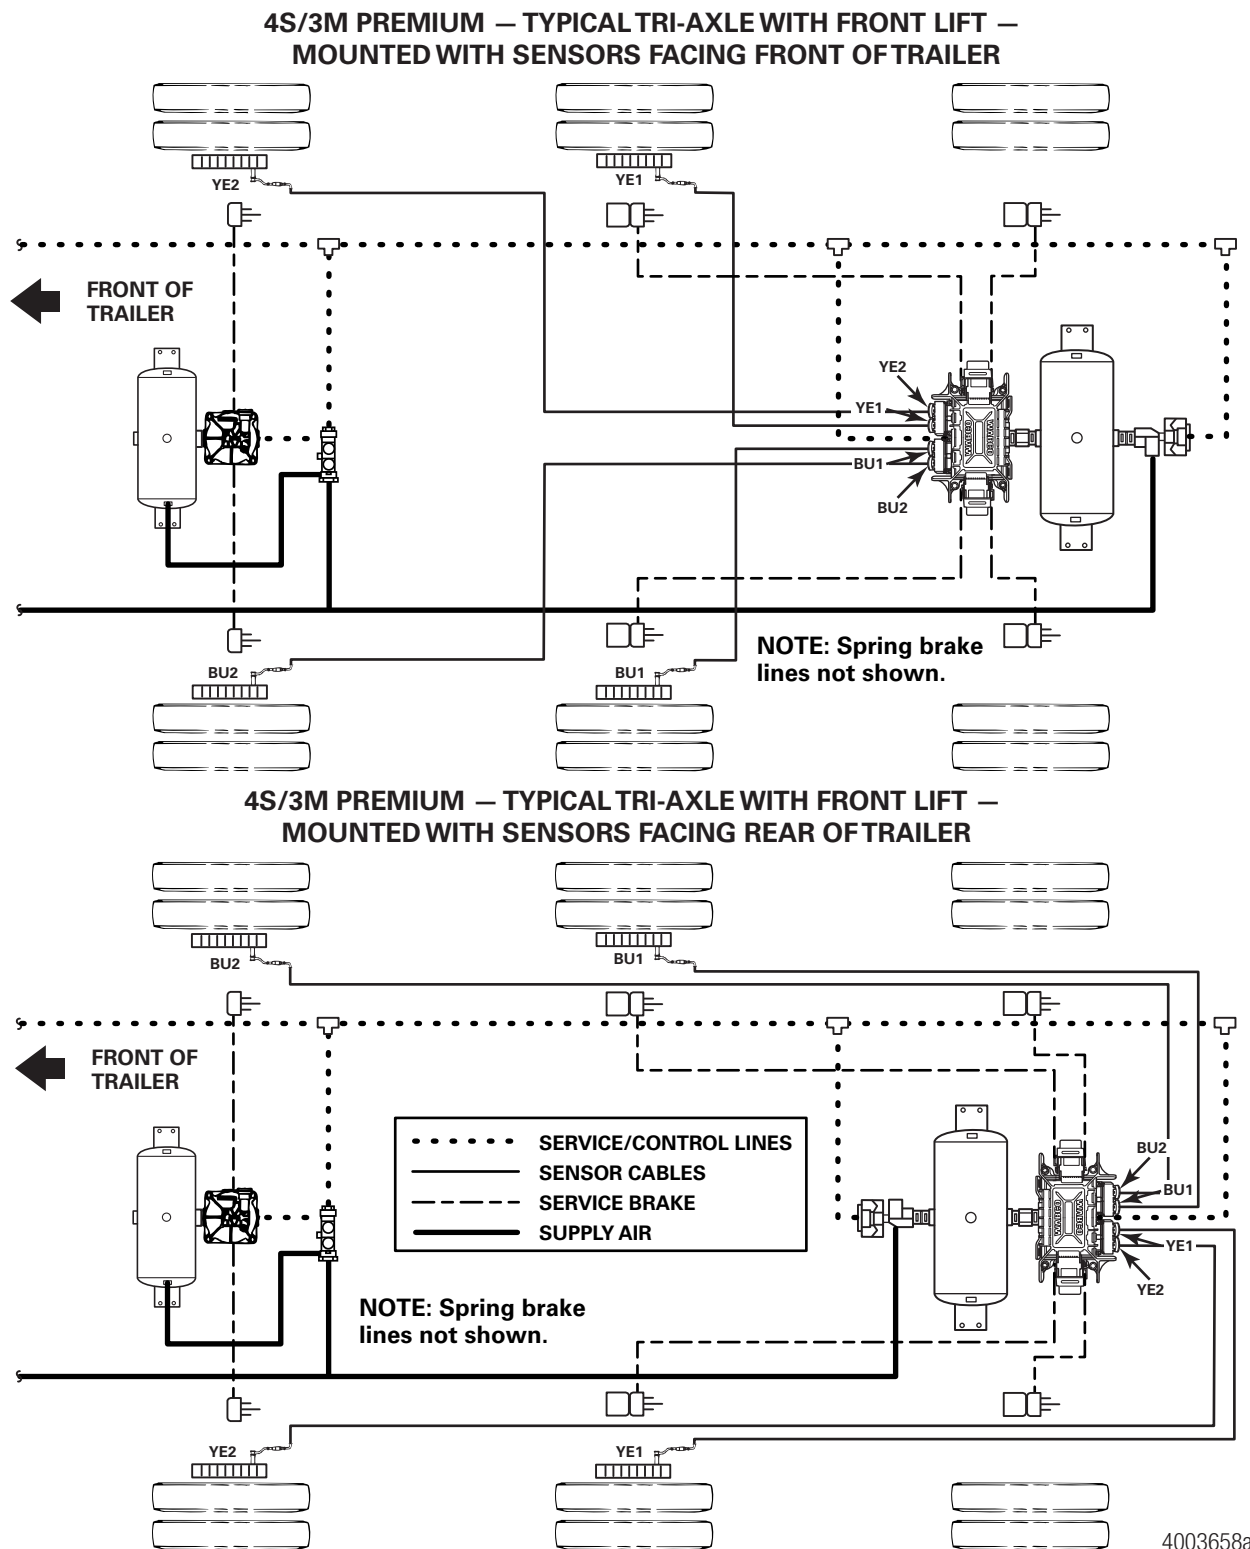 4S/3M PREMIUM — TYPICAL TRI-AXLE WITH FRONT LIFT —
MOUNTED WITH SENSORS FACING FRONT OF TRAILER
YE2
YE1
FRONT OF
TRAILER
YE2
YE1
WABCO
WABCO
BU1
BU2
NOTE: Spring brake
lines not shown.
BU2
BU1
4S/3M PREMIUM — TYPICAL TRI-AXLE WITH FRONT LIFT —
MOUNTED WITH SENSORS FACING REAR OF TRAILER
BU2
BU1
FRONT OF
TRAILER
SERVICE/CONTROL LINES
SENSOR CABLES
SERVICE BRAKE
SUPPLY AIR
BU2
BU1
WABCO
WABCO
YE1
YE2
NOTE: Spring brake
lines not shown.
YE2
YE1
4003658a